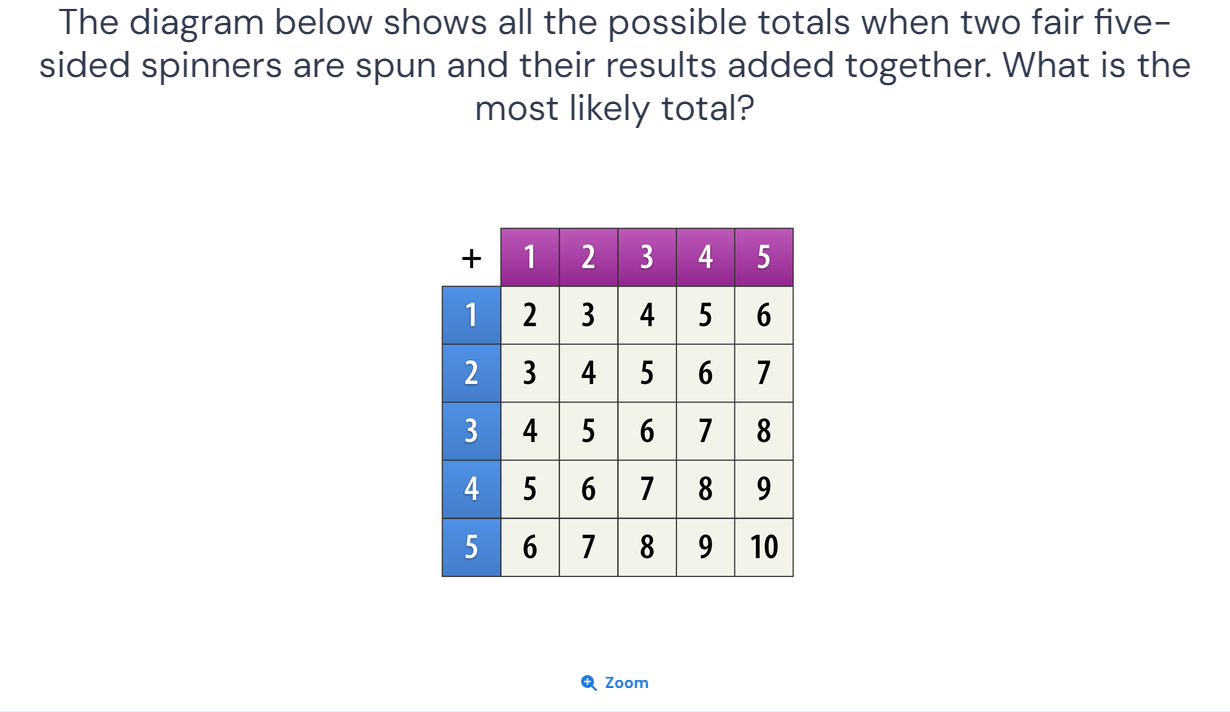 The diagram below shows all the possible totals when two fair five-
sided spinners are spun and their results added together. What is the
most likely total?
+ 1 2 3 4 5
1 2 3 4 5 6
2 3 4 5 6 7
3 4 5 6 7 8
4 5 6 7 8 9
5 6 7 8 9 10
Zoom